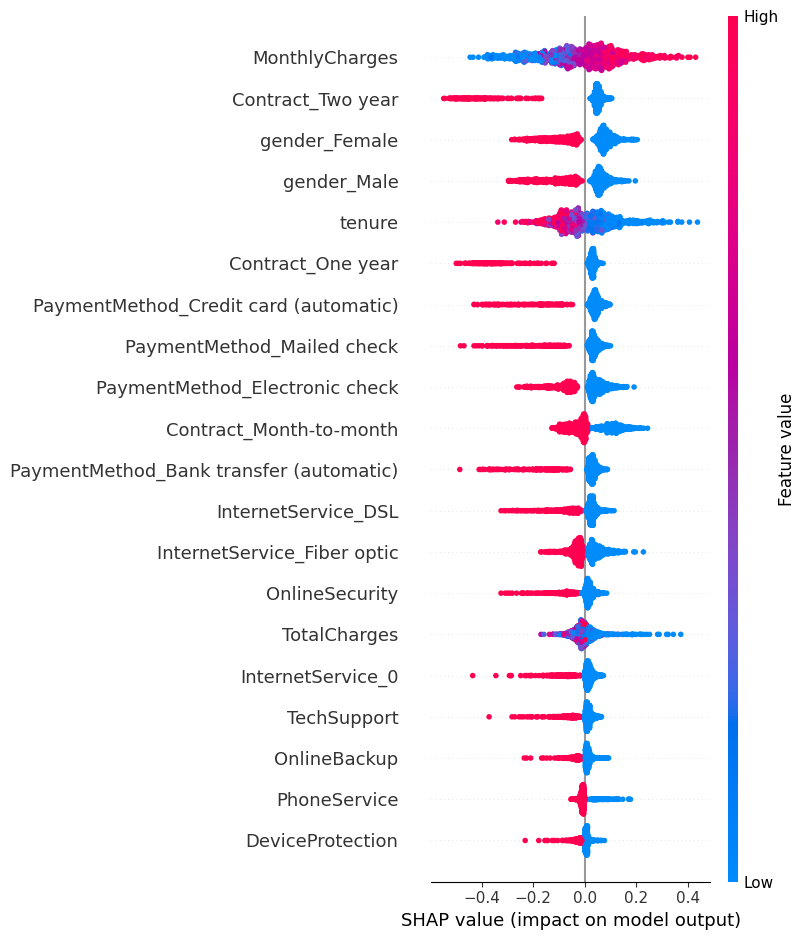 High
MonthlyCharges
Contract_Two year
gender_Female
gender_Male
tenure
Contract_One year
PaymentMethod_Credit card (automatic)
PaymentMethod_Mailed check
PaymentMethod_Electronic check
Contract_Month-to-month
PaymentMethod_Bank transfer (automatic)
InternetService_DSL
InternetService_Fiber optic
OnlineSecurity
TotalCharges
InternetService_0
TechSupport
OnlineBackup
PhoneService
DeviceProtection
Feature value
Low
−0.4 −0.2 0.0 0.2 0.4
SHAP value (impact on model output)